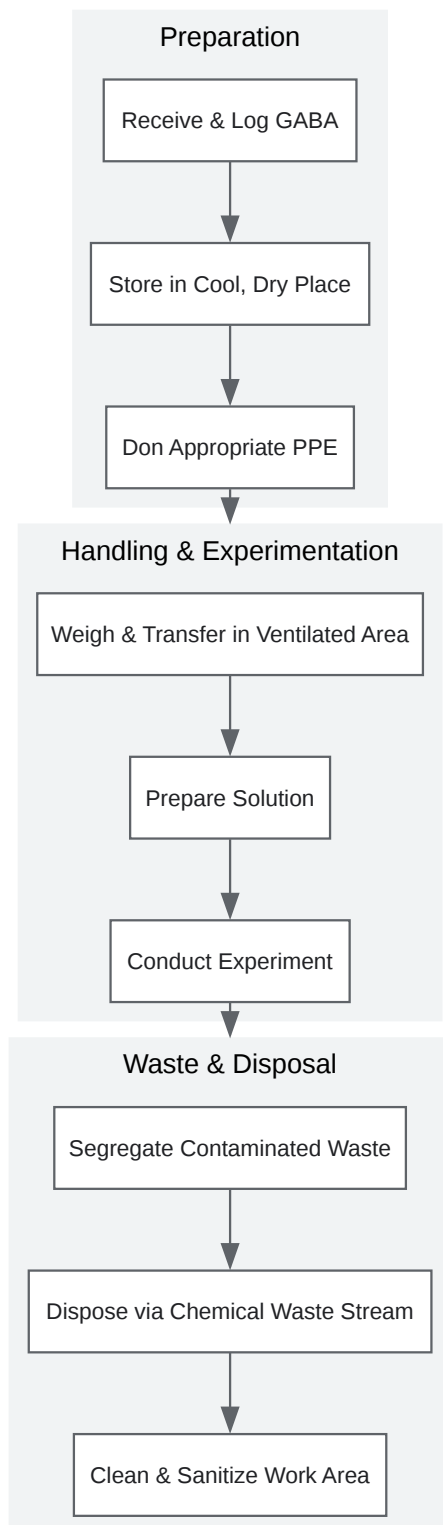 Preparation
Receive & Log GABA
Store in Cool, Dry Place
Don Appropriate PPE
Handling & Experimentation
Weigh & Transfer in Ventilated Area
Prepare Solution
Conduct Experiment
Waste & Disposal
Segregate Contaminated Waste
Dispose via Chemical Waste Stream
Clean & Sanitize Work Area